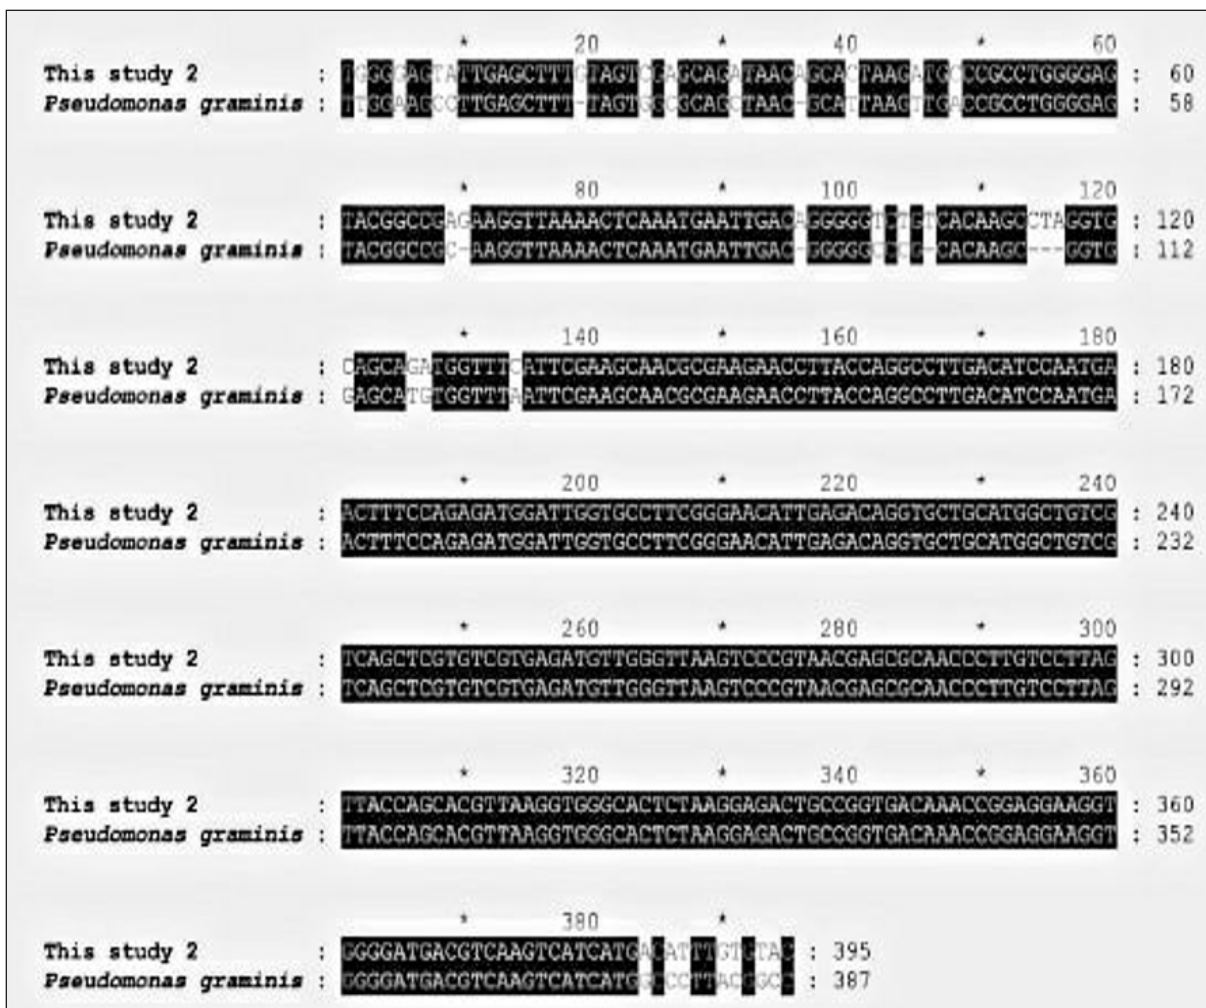 * 20 * 40 * 60
This study 2 : TGGGGAGTATTGAGCTTTGTAGTCGAGCAGATAACAGCACTAAGATGCCCGCCTGGGGAG : 60
Pseudomonas graminis : TTGGAAGCCTTGAGCTTT-TAGTGGCGCAGCTAAC-GCATTAAGTTGACCGCCTGGGGAG : 58
* 80 * 100 * 120
This study 2 : TACGGCCGAGAAGGTTAAAACTCAAATGAATTGACAGGGGGTCTGTCACAAGCCTAGGTG : 120
Pseudomonas graminis : TACGGCCGC-AAGGTTAAAACTCAAATGAATTGAC-GGGGGCCCG-CACAAGC---GGTG : 112
* 140 * 160 * 180
This study 2 : CAGCAGATGGTTTCATTCGAAGCAACGCGAAGAACCTTACCAGGCCTTGACATCCAATGA : 180
Pseudomonas graminis : GAGCATGTGGTTTAATTCGAAGCAACGCGAAGAACCTTACCAGGCCTTGACATCCAATGA : 172
* 200 * 220 * 240
This study 2 : ACTTTCCAGAGATGGATTGGTGCCTTCGGGAACATTGAGACAGGTGCTGCATGGCTGTCG : 240
Pseudomonas graminis : ACTTTCCAGAGATGGATTGGTGCCTTCGGGAACATTGAGACAGGTGCTGCATGGCTGTCG : 232
* 260 * 280 * 300
This study 2 : TCAGCTCGTGTCGTGAGATGTTGGGTTAAGTCCCGTAACGAGCGCAACCCTTGTCCTTAG : 300
Pseudomonas graminis : TCAGCTCGTGTCGTGAGATGTTGGGTTAAGTCCCGTAACGAGCGCAACCCTTGTCCTTAG : 292
* 320 * 340 * 360
This study 2 : TTACCAGCACGTTAAGGTGGGCACTCTAAGGAGACTGCCGGTGACAAACCGGAGGAAGGT : 360
Pseudomonas graminis : TTACCAGCACGTTAAGGTGGGCACTCTAAGGAGACTGCCGGTGACAAACCGGAGGAAGGT : 352
* 380 *
This study 2 : GGGGATGACGTCAAGTCATCATGACATTTGTGTAC : 395
Pseudomonas graminis : GGGGATGACGTCAAGTCATCATGGCCCTTACGGCC : 387